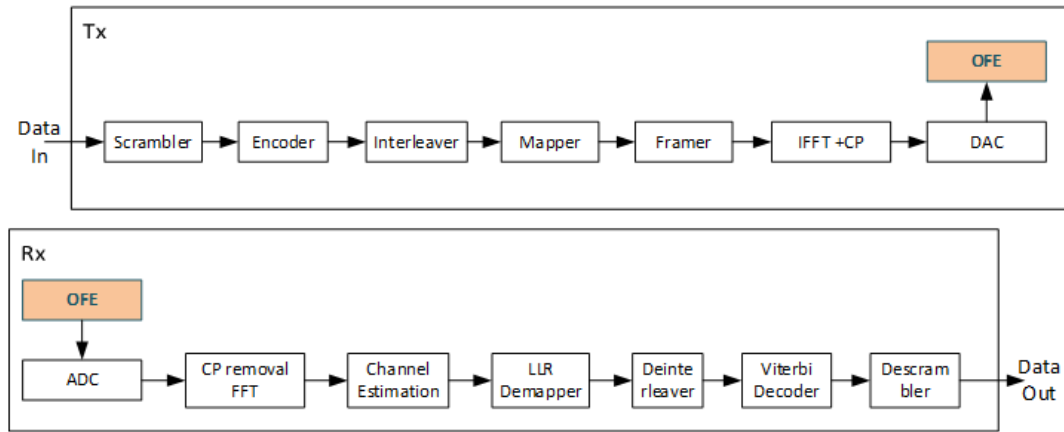 Tx
OFE
Data
In
Scrambler
Encoder
Interleaver
Mapper
Framer
IFFT +CP
DAC
Rx
OFE
ADC
CP removal
FFT
Channel
Estimation
LLR
Demapper
Deinte
rleaver
Viterbi
Decoder
Descram
bler
Data
Out